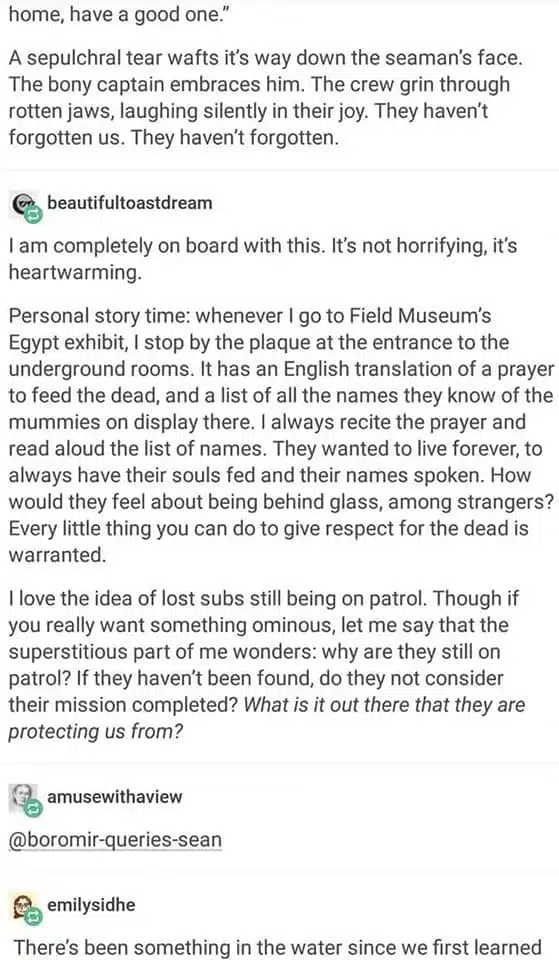 home, have a good one.”
A sepulchral tear wafts it’s way down the seaman’s face.
The bony captain embraces him. The crew grin through
rotten jaws, laughing silently in their joy. They haven’t
forgotten us. They haven’t forgotten.
beautifultoastdream
I am completely on board with this. It’s not horrifying, it’s
heartwarming.
Personal story time: whenever I go to Field Museum’s
Egypt exhibit, I stop by the plaque at the entrance to the
underground rooms. It has an English translation of a prayer
to feed the dead, and a list of all the names they know of the
mummies on display there. I always recite the prayer and
read aloud the list of names. They wanted to live forever, to
always have their souls fed and their names spoken. How
would they feel about being behind glass, among strangers?
Every little thing you can do to give respect for the dead is
warranted.
I love the idea of lost subs still being on patrol. Though if
you really want something ominous, let me say that the
superstitious part of me wonders: why are they still on
patrol? If they haven’t been found, do they not consider
their mission completed? What is it out there that they are
protecting us from?
amusewithaview
@boromir-queries-sean
emilysidhe
There’s been something in the water since we first learned